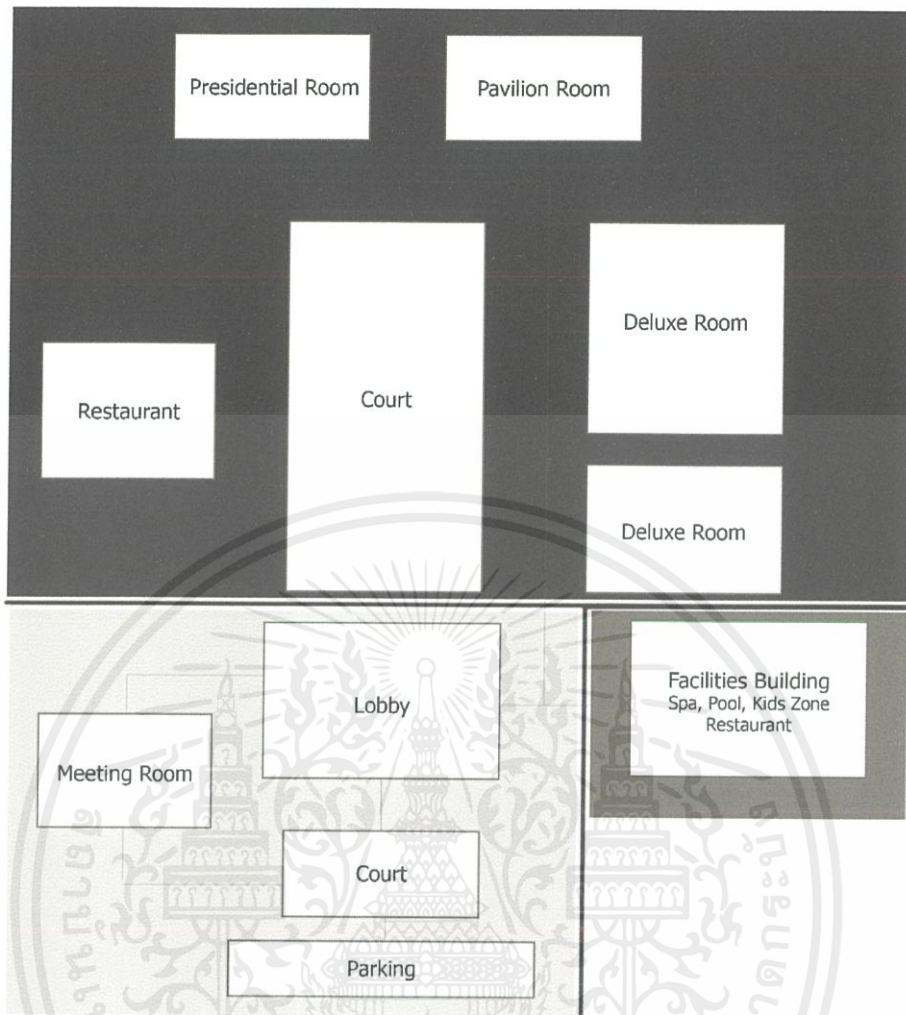 Presidential Room
Pavilion Room
Deluxe Room
Restaurant
Court
Deluxe Room
Facilities Building
Spa, Pool, Kids Zone
Restaurant
Lobby
Meeting Room
Court
Parking